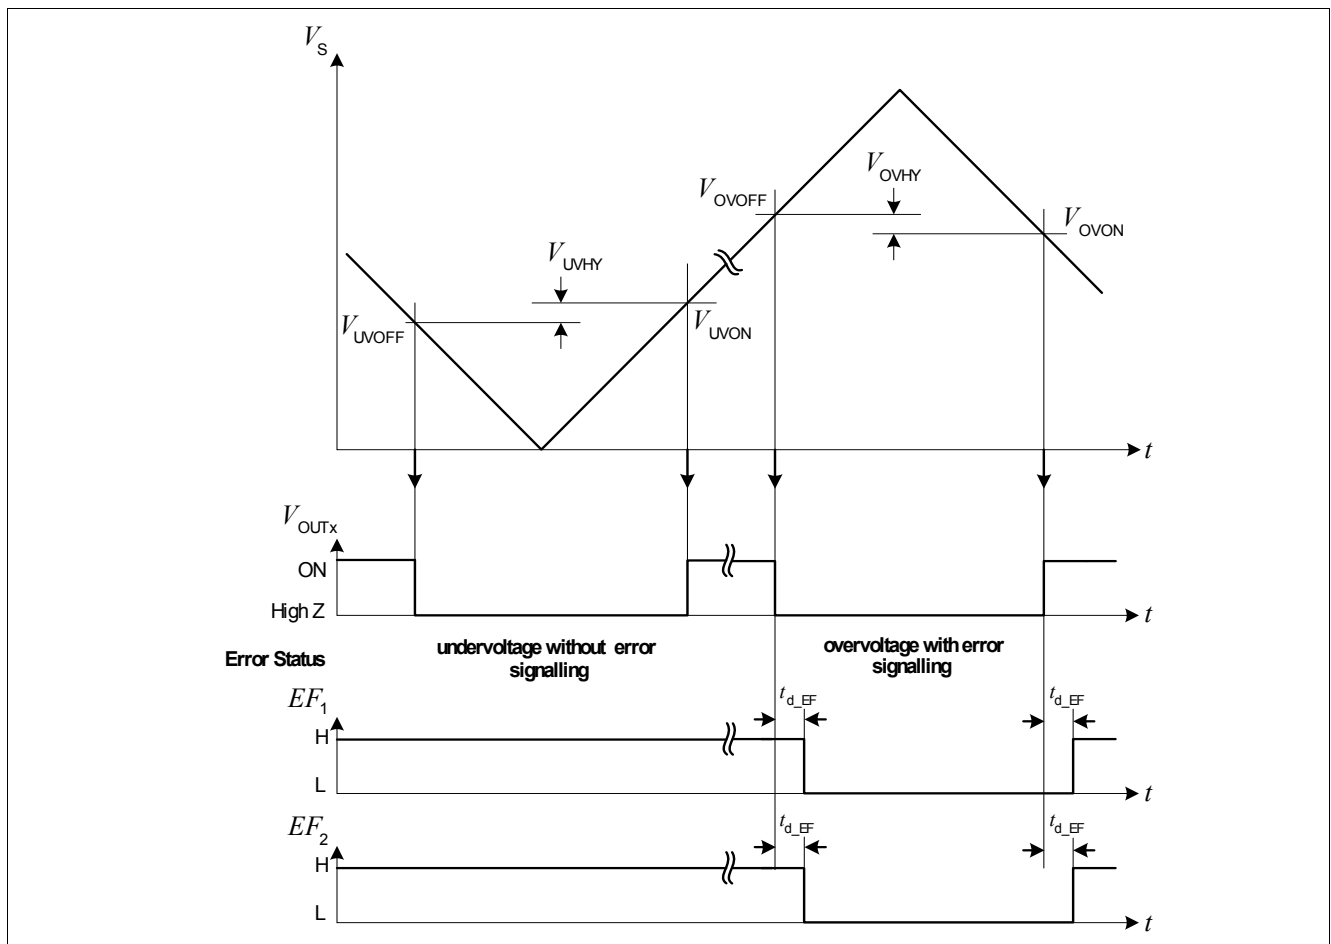 VS
VOVHY
VOVOFF
VOVON
VUVHY
VUVOFF
VUVON
t
VOUTx
ON
High Z
t
Error Status
undervoltage without error
signalling
overvoltage with error
signalling
EF1
td_EF
td_EF
H
L
t
EF2
td_EF
td_EF
H
L
t